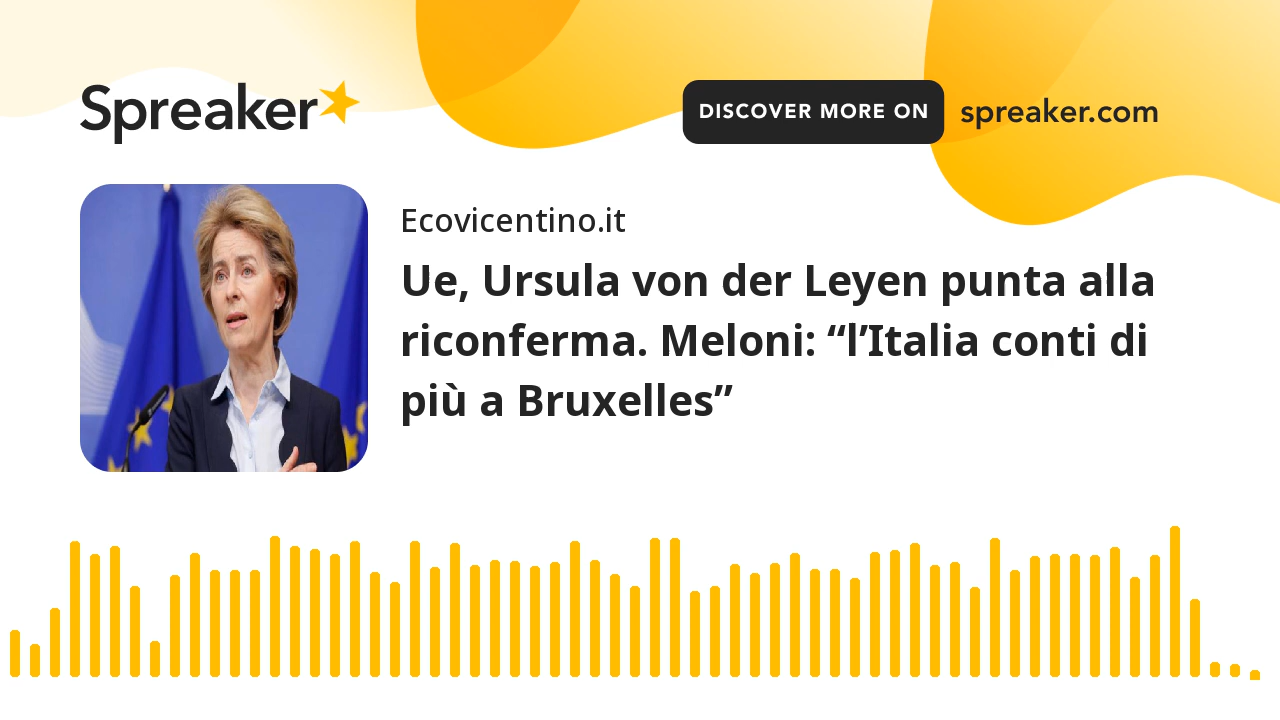 Spreaker
DISCOVER MORE ON
spreaker.com
Ecovicentino.it
Ue, Ursula von der Leyen punta alla
riconferma. Meloni: “l’Italia conti di
più a Bruxelles”